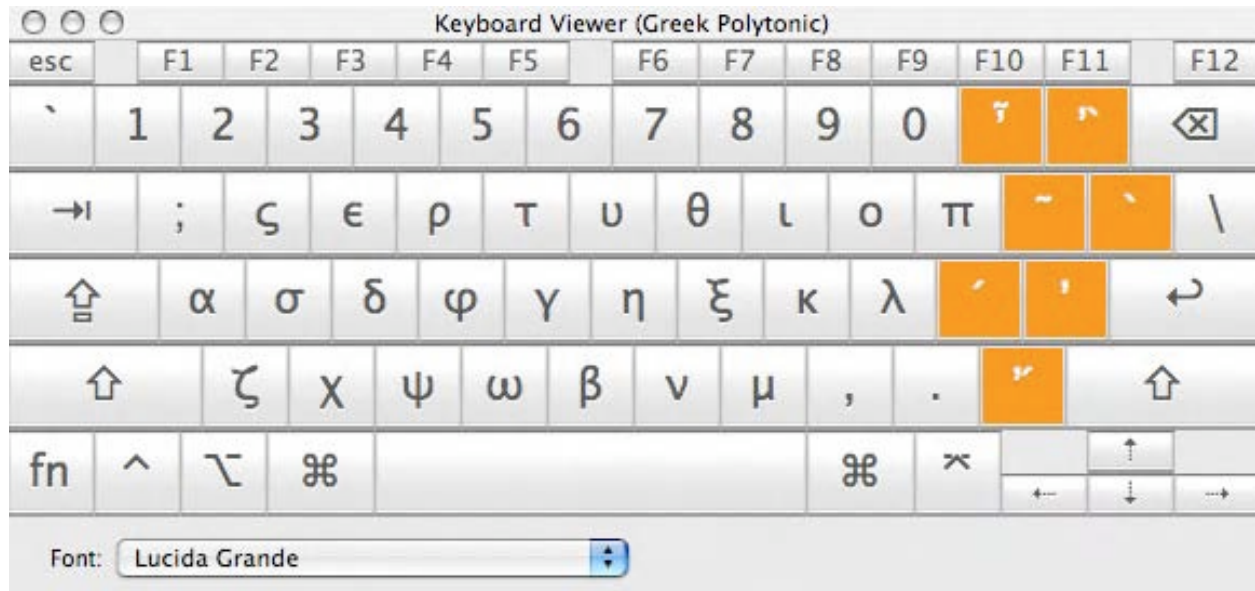 Keyboard Viewer (Greek Polytonic)
esc F1 F2 F3 F4 F5 F6 F7 F8 F9 F10 F11 F12
` 1 2 3 4 5 6 7 8 9 0 ῏ ῍ ⌫
⇥ ; ς ε ρ τ υ θ ι ο π ῀ ` \
⇪ α σ δ φ γ η ξ κ λ ´ ᾿ ↩
⇧ ζ χ ψ ω β ν μ , . ῎ ⇧
fn ^ ⌥ ⌘ ⌘ ⌤ ⇡
⇠ ⇣ ⇢
Font: Lucida Grande